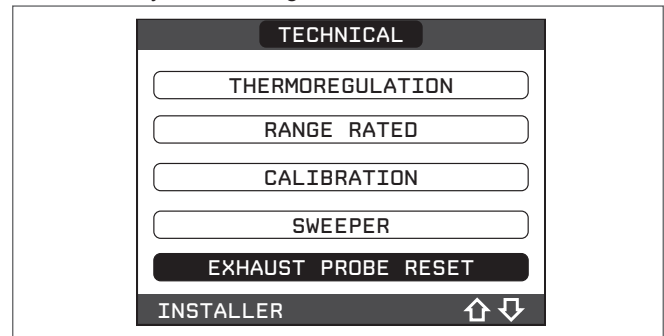 TECHNICAL
THERMOREGULATION
RANGE RATED
CALIBRATION
SWEEPER
EXHAUST PROBE RESET
INSTALLER